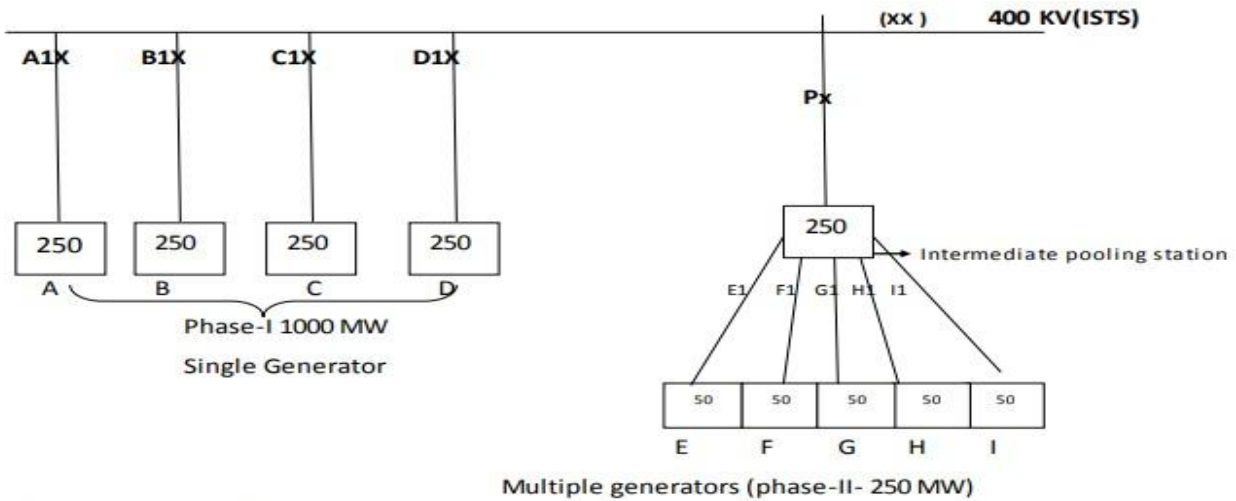 (XX ) 400 KV(ISTS)
A1X B1X C1X D1X
Px
250 250 250 250
250
Intermediate pooling station
A B C D
E1 F1 G1 H1 I1
Phase-I 1000 MW
Single Generator
50 50 50 50 50
E F G H I
Multiple generators (phase-II- 250 MW)